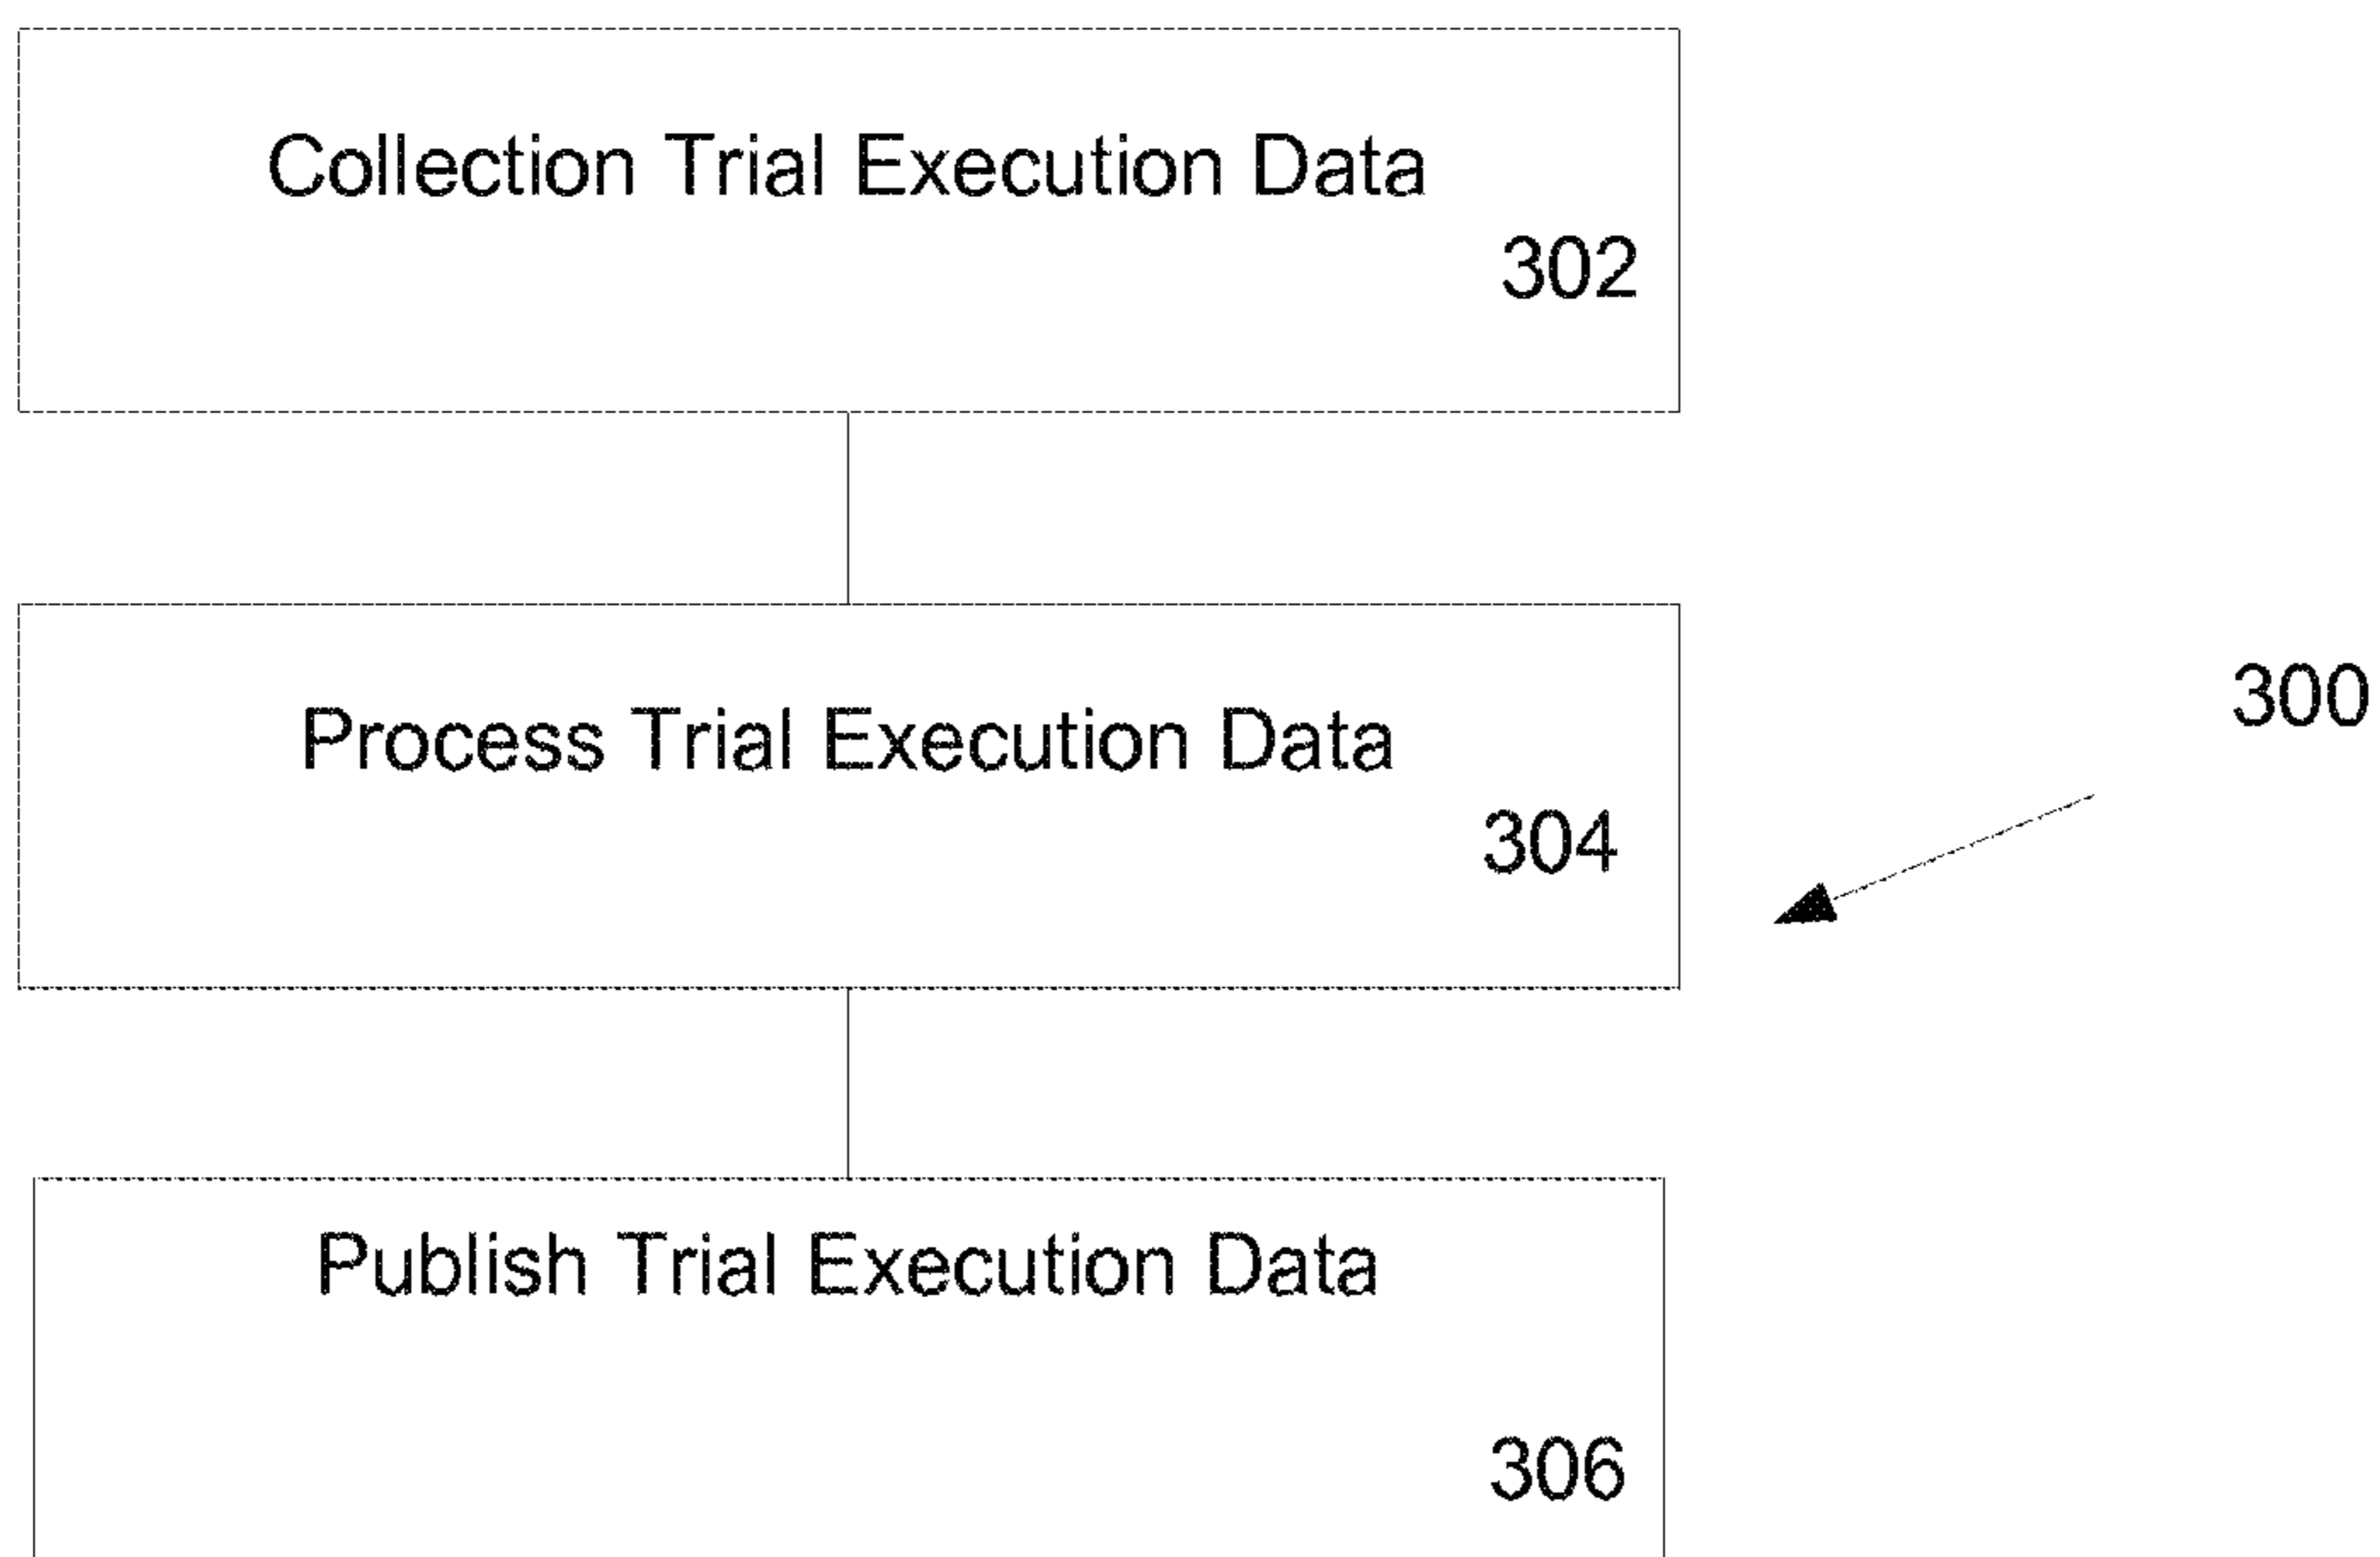 Collection Trial Execution Data
302
Process Trial Execution Data
304
300
Publish Trial Execution Data
306